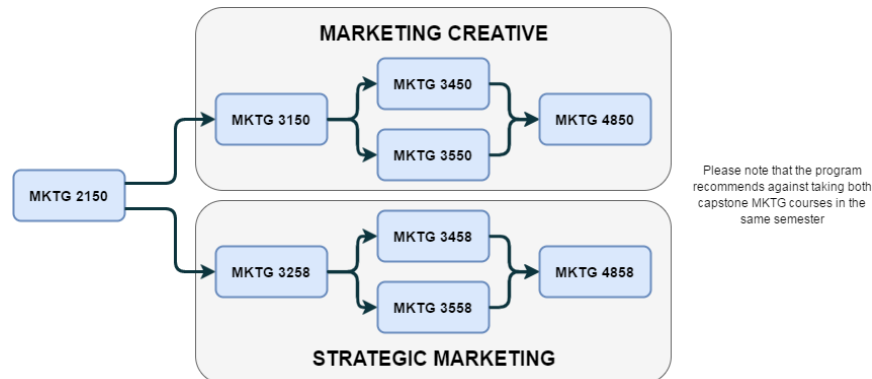 MARKETING CREATIVE
MKTG 3450
MKTG 3150
MKTG 4850
MKTG 3550
MKTG 2150
Please note that the program
recommends against taking both
capstone MKTG courses in the
same semester
MKTG 3458
MKTG 3258
MKTG 4858
MKTG 3558
STRATEGIC MARKETING